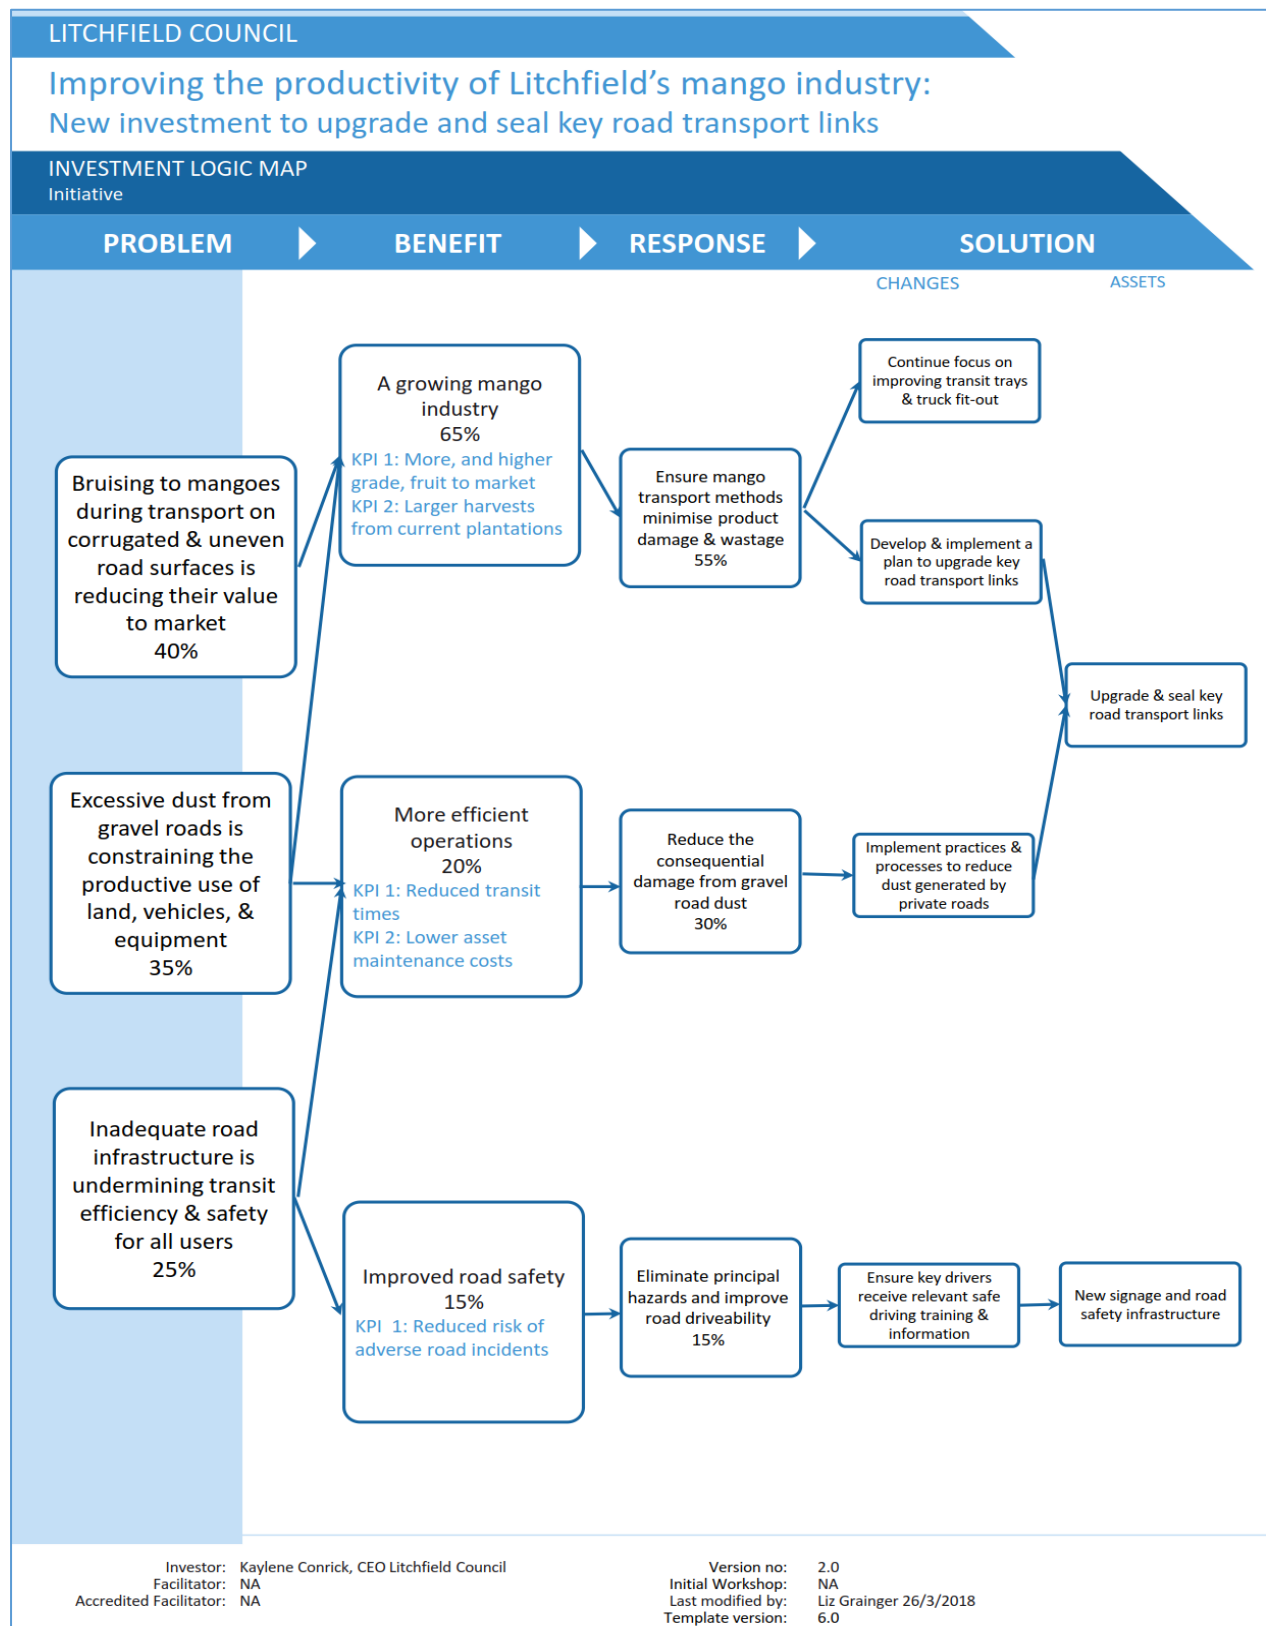 LITCHFIELD COUNCIL
Improving the productivity of Litchfield's mango industry:
New investment to upgrade and seal key road transport links
INVESTMENT LOGIC MAP
Initiative
PROBLEM
BENEFIT
RESPONSE
SOLUTION
CHANGES
ASSETS
Bruising to mangoes
during transport on
corrugated & uneven
road surfaces is
reducing their value
to market
40%
Excessive dust from
gravel roads is
constraining the
productive use of
land, vehicles, &
equipment
35%
Inadequate road
infrastructure is
undermining transit
efficiency & safety
for all users
25%
A growing mango
industry
65%
KPI 1: More, and higher
grade, fruit to market
KPI 2: Larger harvests
from current plantations
More efficient
operations
20%
KPI 1: Reduced transit
times
KPI 2: Lower asset
maintenance costs
Improved road safety
15%
KPI 1: Reduced risk of
adverse road incidents
Ensure mango
transport methods
minimise product
damage & wastage
55%
Reduce the
consequential
damage from gravel
road dust
30%
Eliminate principal
hazards and improve
road driveability
15%
Continue focus on
improving transit trays
& truck fit-out
Develop & implement a
plan to upgrade key
road transport links
Implement practices &
processes to reduce
dust generated by
private roads
Ensure key drivers
receive relevant safe
driving training &
information
Upgrade & seal key
road transport links
New signage and road
safety infrastructure
Investor: Kaylene Conrick, CEO Litchfield Council
Facilitator: NA
Accredited Facilitator: NA
Version no: 2.0
Initial Workshop: NA
Last modified by: Liz Grainger 26/3/2018
Template version: 6.0